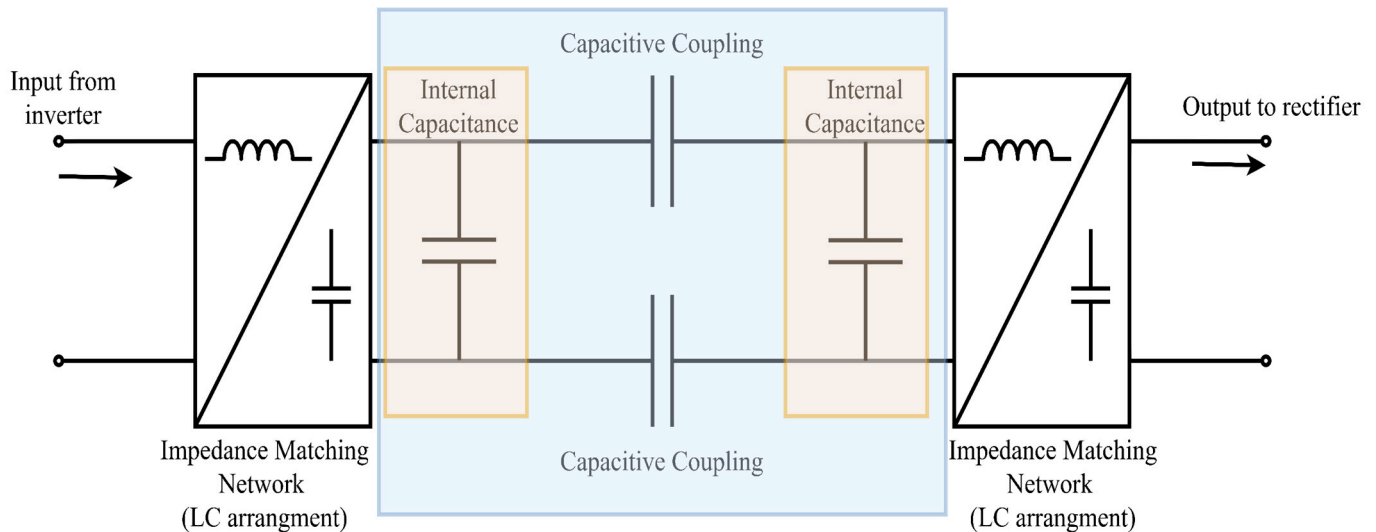 Capacitive Coupling
Input from
inverter
Internal
Capacitance
Internal
Capacitance
Output to rectifier
Impedance Matching
Network
(LC arrangment)
Capacitive Coupling
Impedance Matching
Network
(LC arrangment)